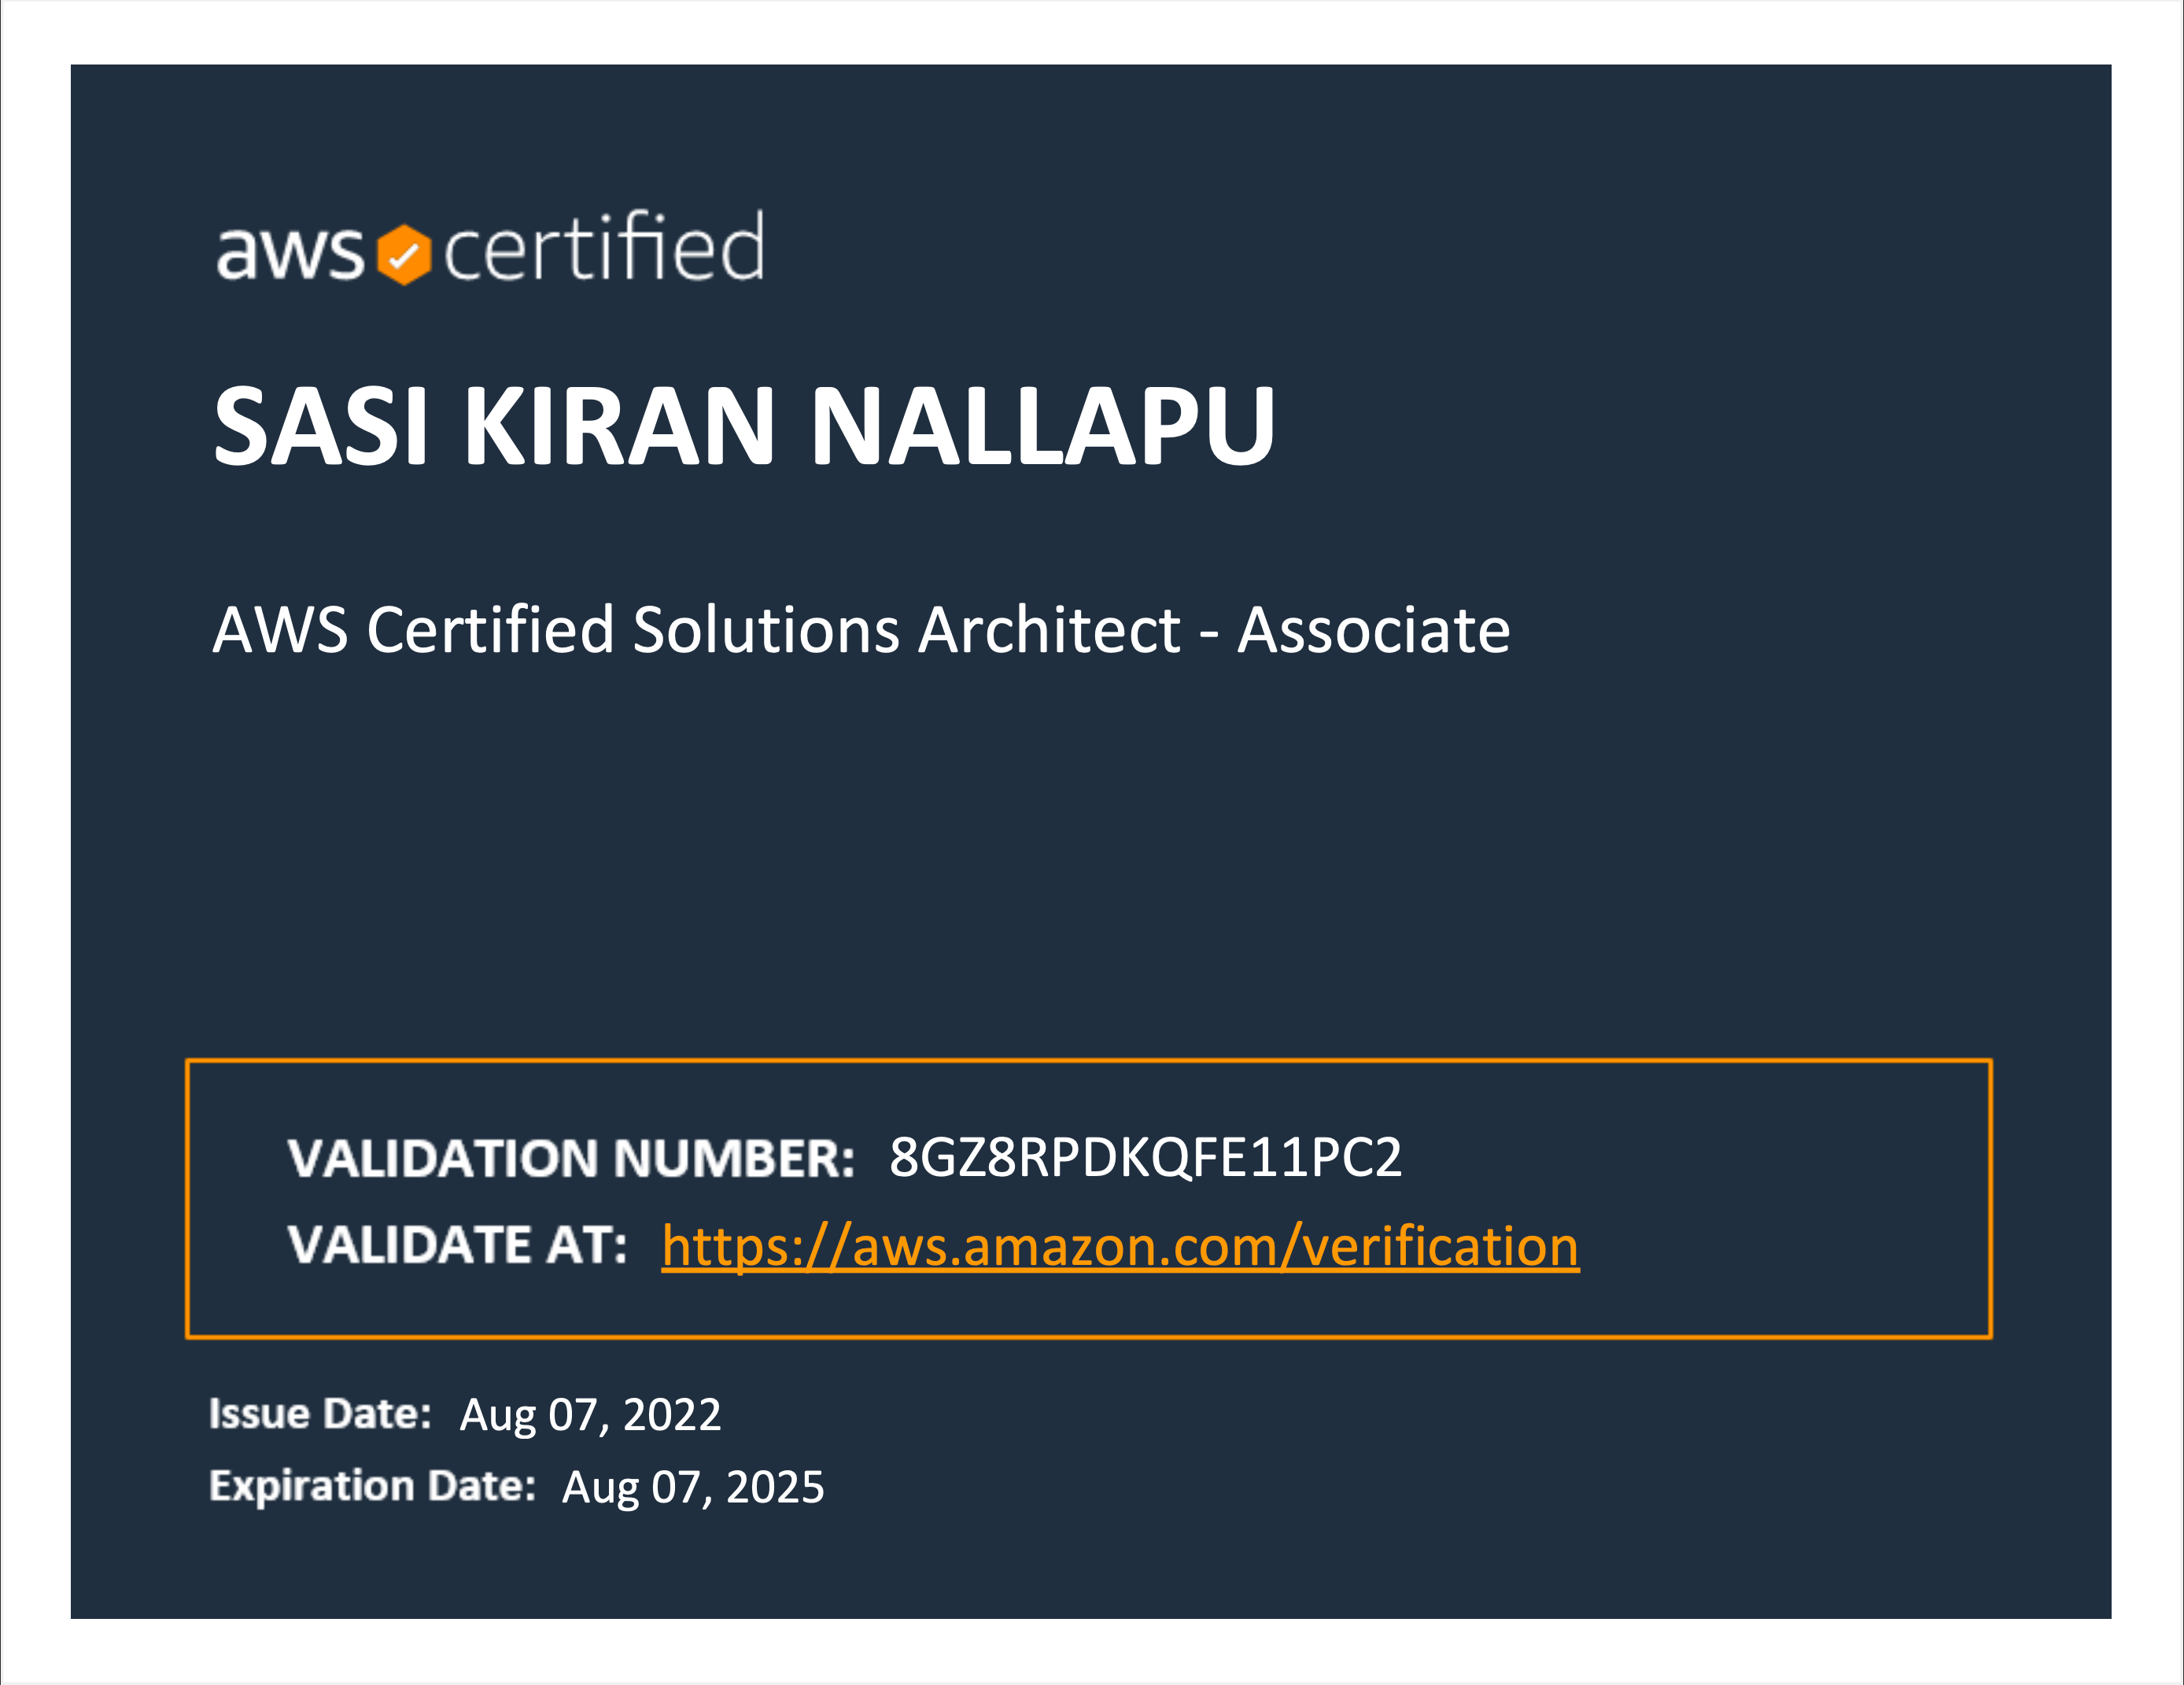 aws certified
SASI KIRAN NALLAPU
AWS Certified Solutions Architect - Associate
VALIDATION NUMBER: 8GZ8RPDKQFE11PC2
VALIDATE AT: https://aws.amazon.com/verification
Issue Date: Aug 07, 2022
Expiration Date: Aug 07, 2025